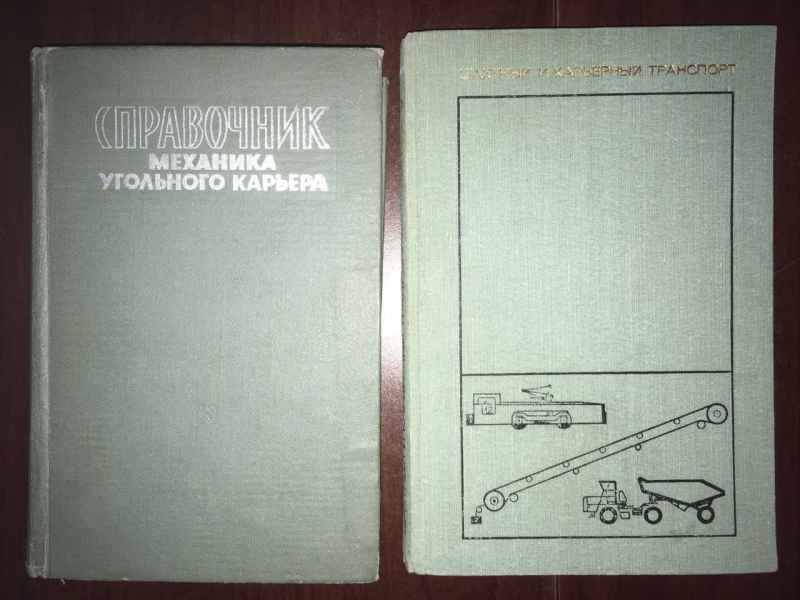 СПРАВОЧНИК
МЕХАНИКА
УГОЛЬНОГО КАРЬЕРА
ШАХТНЫЙ И КАРЬЕРНЫЙ ТРАНСПОРТ